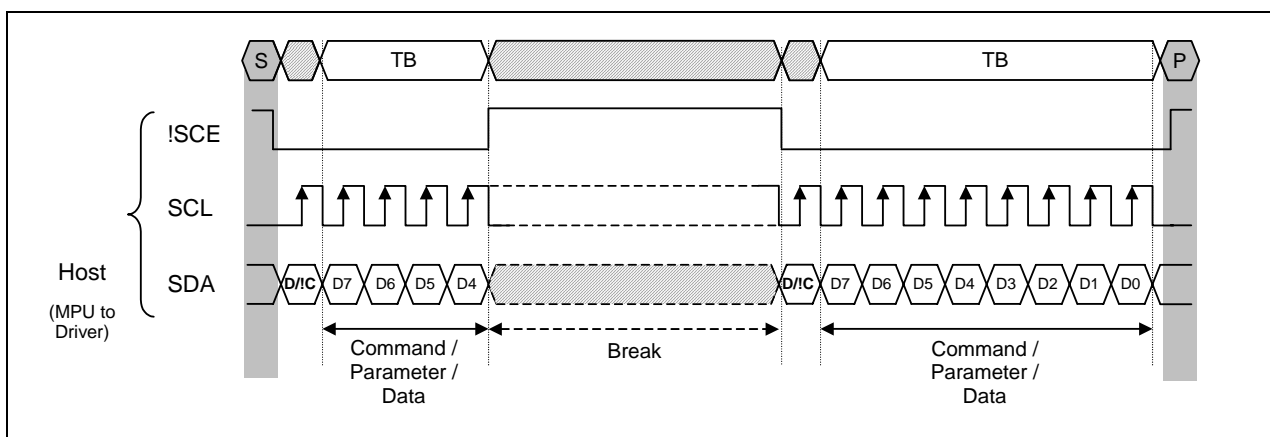 S TB TB P
!SCE
SCL
SDA D/!C D7 D6 D5 D4 D/!C D7 D6 D5 D4 D3 D2 D1 D0
Host
(MPU to
Driver)
Command /
Parameter /
Data
Break
Command /
Parameter /
Data